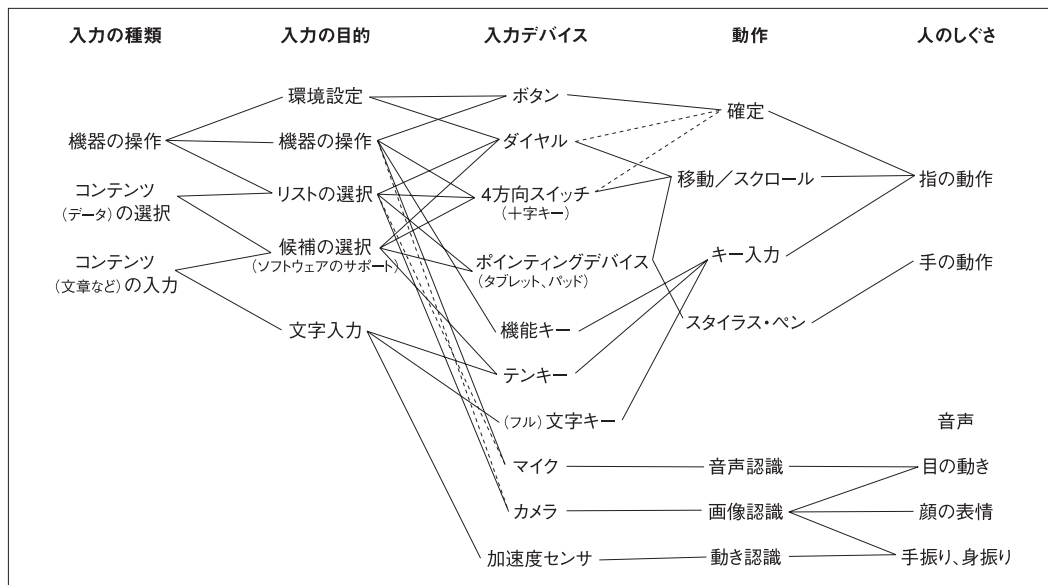 入力の種類 入力の目的 入力デバイス 動作 人のしぐさ
環境設定 ボタン 確定
機器の操作 機器の操作 ダイヤル
コンテンツ リストの選択 4方向スイッチ 移動／スクロール 指の動作
（データ）の選択 （十字キー）
コンテンツ 候補の選択 ポインティングデバイス キー入力 手の動作
（文章など）の入力 （ソフトウェアのサポート） （タブレット、パッド）
文字入力 機能キー スタイラス・ペン
テンキー
（フル）文字キー 音声
マイク 音声認識 目の動き
カメラ 画像認識 顔の表情
加速度センサ 動き認識 手振り、身振り